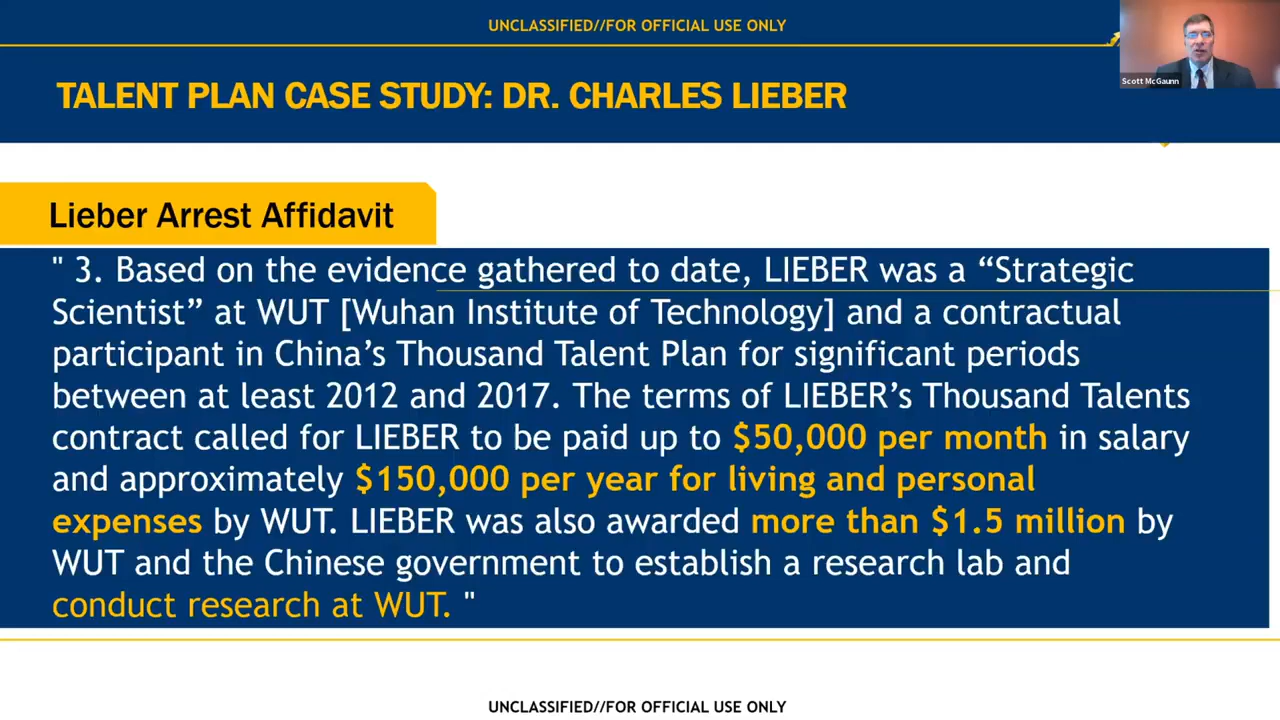 UNCLASSIFIED//FOR OFFICIAL USE ONLY
Scott McGaunn
TALENT PLAN CASE STUDY: DR. CHARLES LIEBER
Lieber Arrest Affidavit
" 3. Based on the evidence gathered to date, LIEBER was a “Strategic
Scientist” at WUT [Wuhan Institute of Technology] and a contractual
participant in China’s Thousand Talent Plan for significant periods
between at least 2012 and 2017. The terms of LIEBER’s Thousand Talents
contract called for LIEBER to be paid up to $50,000 per month in salary
and approximately $150,000 per year for living and personal
expenses by WUT. LIEBER was also awarded more than $1.5 million by
WUT and the Chinese government to establish a research lab and
conduct research at WUT. "
UNCLASSIFIED//FOR OFFICIAL USE ONLY